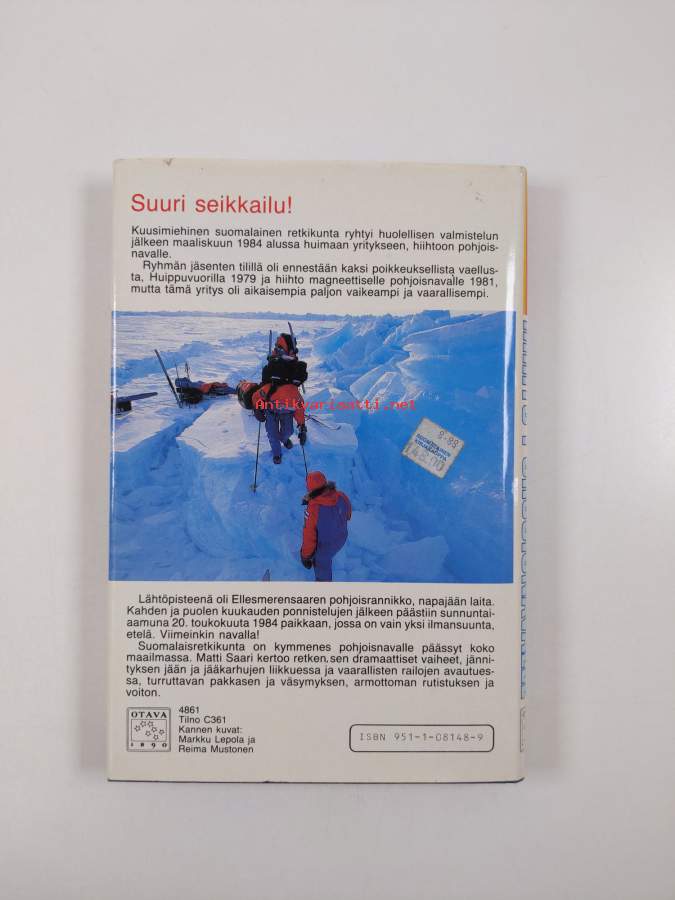 Suuri seikkailu!
Kuusimiehinen suomalainen retkikunta ryhtyi huolellisen valmistelun
jälkeen maaliskuun 1984 alussa huimaan yritykseen, hiihtoon pohjois-
navalle.
Ryhmän jäsenten tilillä oli ennestään kaksi poikkeuksellista vaellus-
ta, Huippuvuorilla 1979 ja hiihto magneettiselle pohjoisnavalle 1981,
mutta tämä yritys oli aikaisempia paljon vaikeampi ja vaarallisempi.
Antikvariaatti.net
8-88
SUOMALAINEN
KIRJAKAUPPA
148.00
Lähtöpisteenä oli Ellesmerensaaren pohjoisrannikko, napajään laita.
Kahden ja puolen kuukauden ponnistelujen jälkeen päästiin sunnuntai-
aamuna 20. toukokuuta 1984 paikkaan, jossa on vain yksi ilmansuunta,
etelä. Viimeinkin navalla!
Suomalaisretkikunta on kymmenes pohjoisnavalle päässyt koko
maailmassa. Matti Saari kertoo retken sen dramaattiset vaiheet, jänni-
tyksen jään ja jääkarhujen liikkuessa ja vaarallisten railojen avautues-
sa, turruttavan pakkasen ja väsymyksen, armottoman rutistuksen ja
voiton.
OTAVA
1890
4861
Tilno C361
Kannen kuvat:
Markku Lepola ja
Reima Mustonen
ISBN 951-1-08148-9